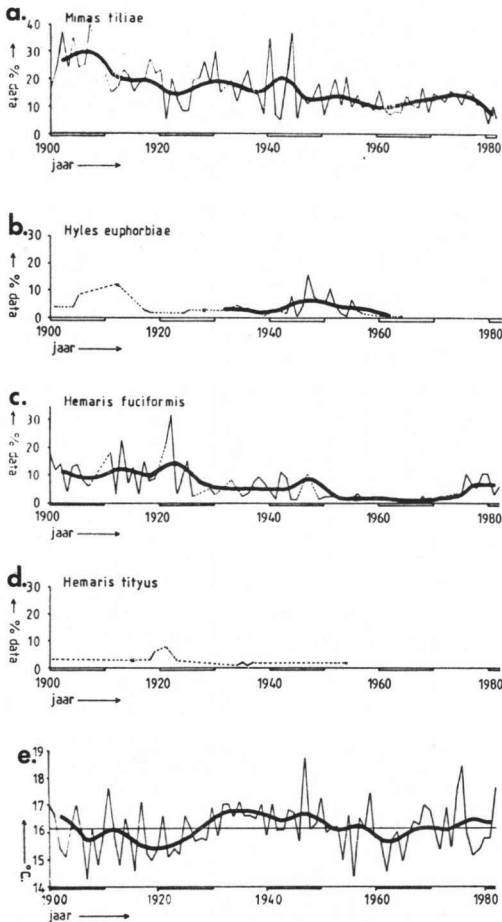 a.
Mimas tiliae
40
30
20
10
0
→ % data
1900 1920 1940 1960 1980
jaar →
b.
Hyles euphorbiae
30
20
10
0
→ % data
1900 1920 1940 1960 1980
jaar →
c.
Hemaris fuciformis
30
20
10
0
→ % data
1900 1920 1940 1960 1980
jaar →
d.
Hemaris tityus
30
20
10
0
→ % data
1900 1920 1940 1960 1980
jaar →
e.
19
18
17
16
15
14
°C →
1900 1920 1940 1960 1980
jaar →